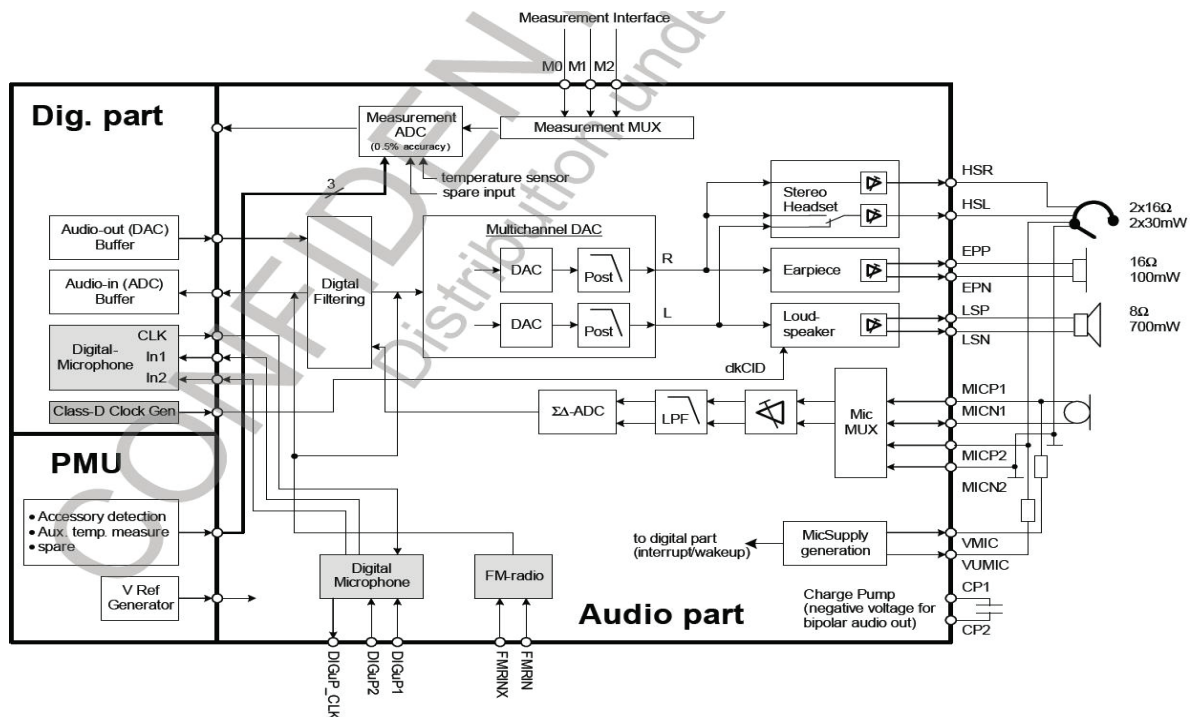 CONFIDEN
Distribution unde
Measurement Interface
M0 M1 M2
Dig. part
Measurement
ADC
(0.5% accuracy)
Measurement MUX
3
temperature sensor
spare input
Audio-out (DAC)
Buffer
Audio-in (ADC)
Buffer
Digtal
Filtering
Multichannel DAC
DAC
Post
R
DAC
Post
L
Stereo
Headset
Earpiece
Loud-
speaker
HSR
HSL
2x16Ω
2x30mW
EPP
EPN
16Ω
100mW
LSP
LSN
8Ω
700mW
Digital-
Microphone
CLK
In1
In2
Class-D Clock Gen
clkCID
ΣΔ-ADC
LPF
Mic
MUX
MICP1
MICN1
MICP2
MICN2
PMU
• Accessory detection
• Aux. temp. measure
• spare
V Ref
Generator
Digital
Microphone
FM-radio
to digital part
(interrupt/wakeup)
MicSupply
generation
VMIC
VUMIC
Audio part
Charge Pump
(negative voltage for
bipolar audio out)
CP1
CP2
DIGuP_CLK
DIGuP2
DIGuP1
FMRINX
FMRIN